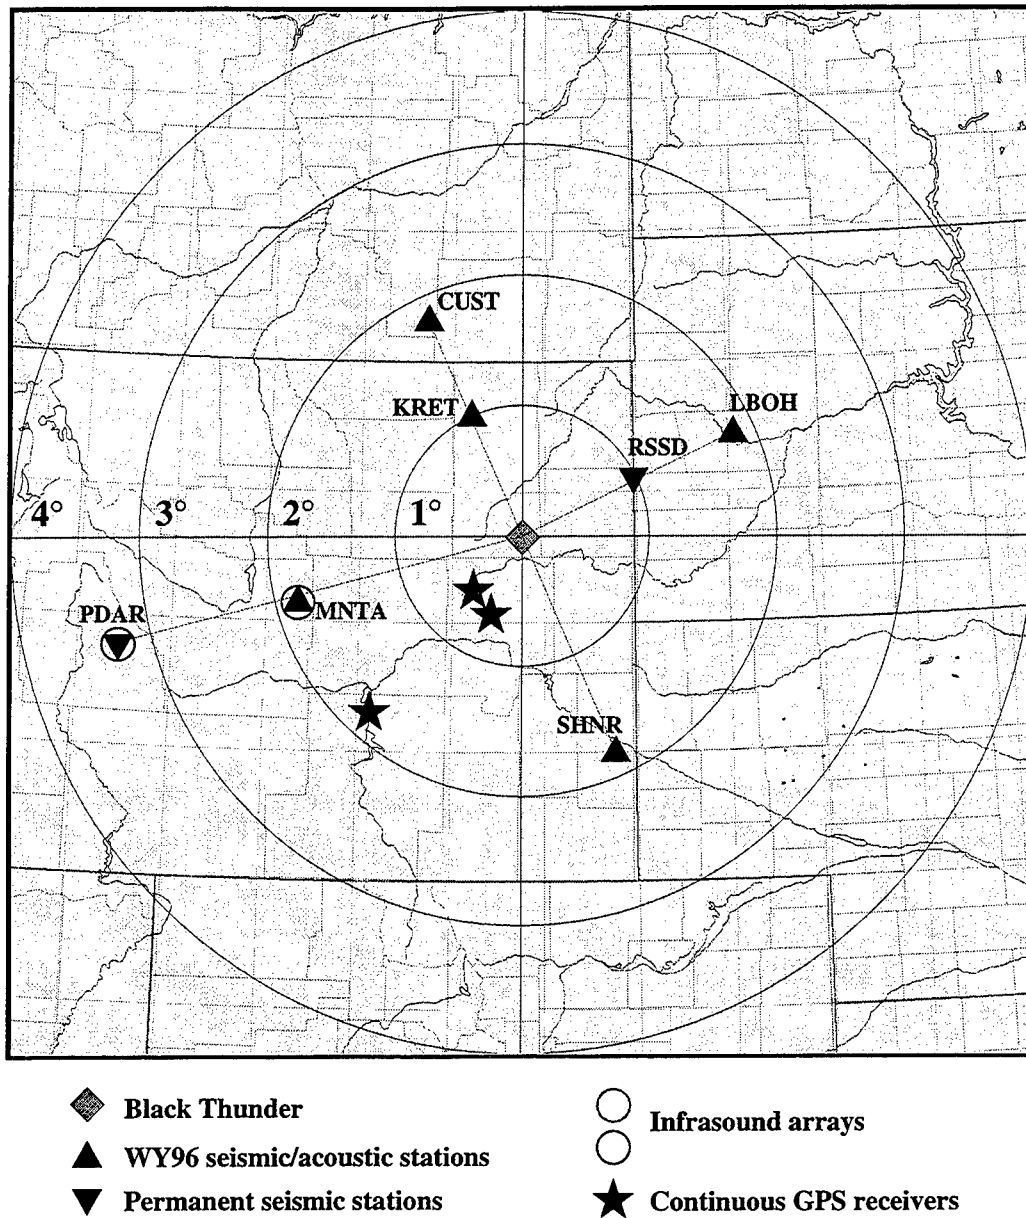 CUST
KRET
LBOH
RSSD
4°
3°
2°
1°
PDAR
MNTA
SHNR
Black Thunder
WY96 seismic/acoustic stations
Permanent seismic stations
Infrasound arrays
Continuous GPS receivers